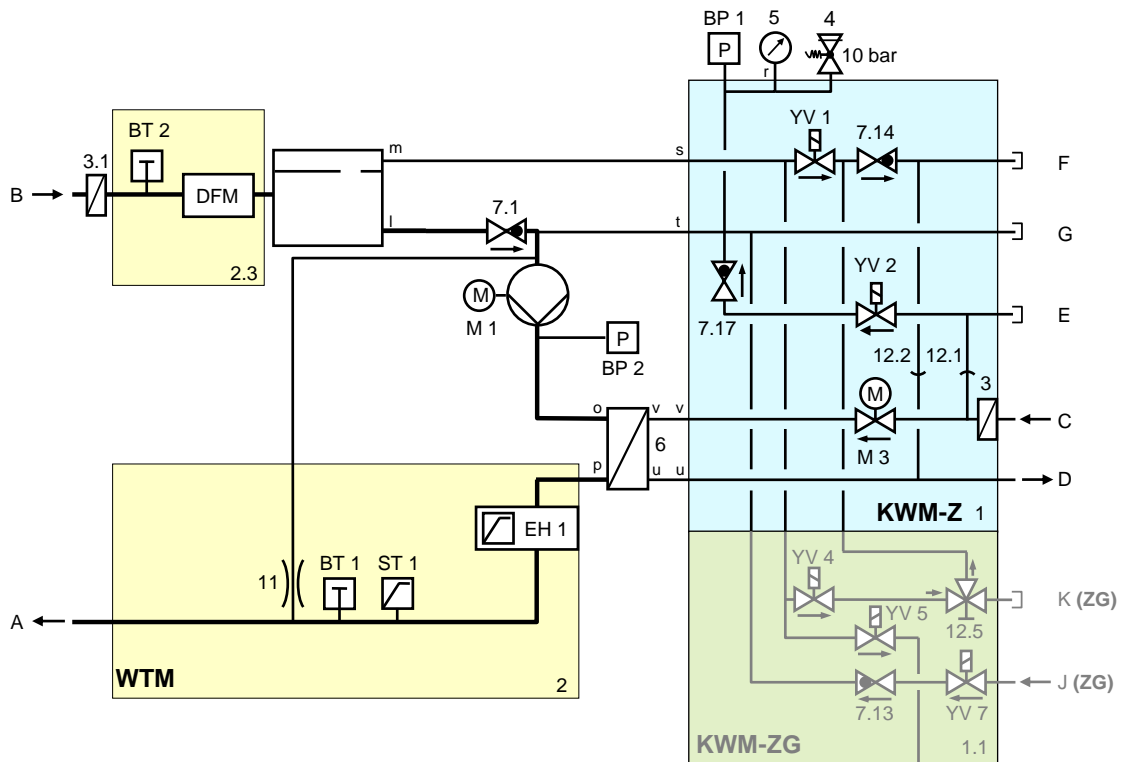 BP 1
5
4
P
r
10 bar
BT 2
YV 1
7.14
3.1
m
s
F
B
DFM
7.1
l
t
G
2.3
YV 2
M
M 1
7.17
E
P
BP 2
12.2
12.1
3
M
o
v
v
C
6
M 3
p
u
u
D
KWM-Z
1
EH 1
YV 4
BT 1
ST 1
11
YV 5
K (ZG)
A
12.5
WTM
2
J (ZG)
7.13
YV 7
KWM-ZG
1.1